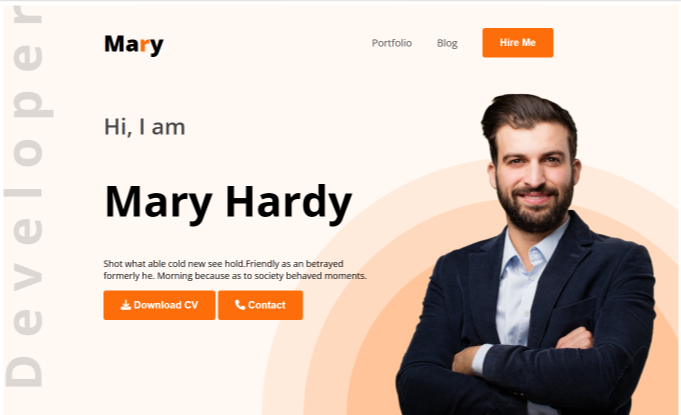 Developer
Mary
Portfolio
Blog
Hire Me
Hi, I am
Mary Hardy
Shot what able cold new see hold.Friendly as an betrayed
formerly he. Morning because as to society behaved moments.
Download CV
Contact